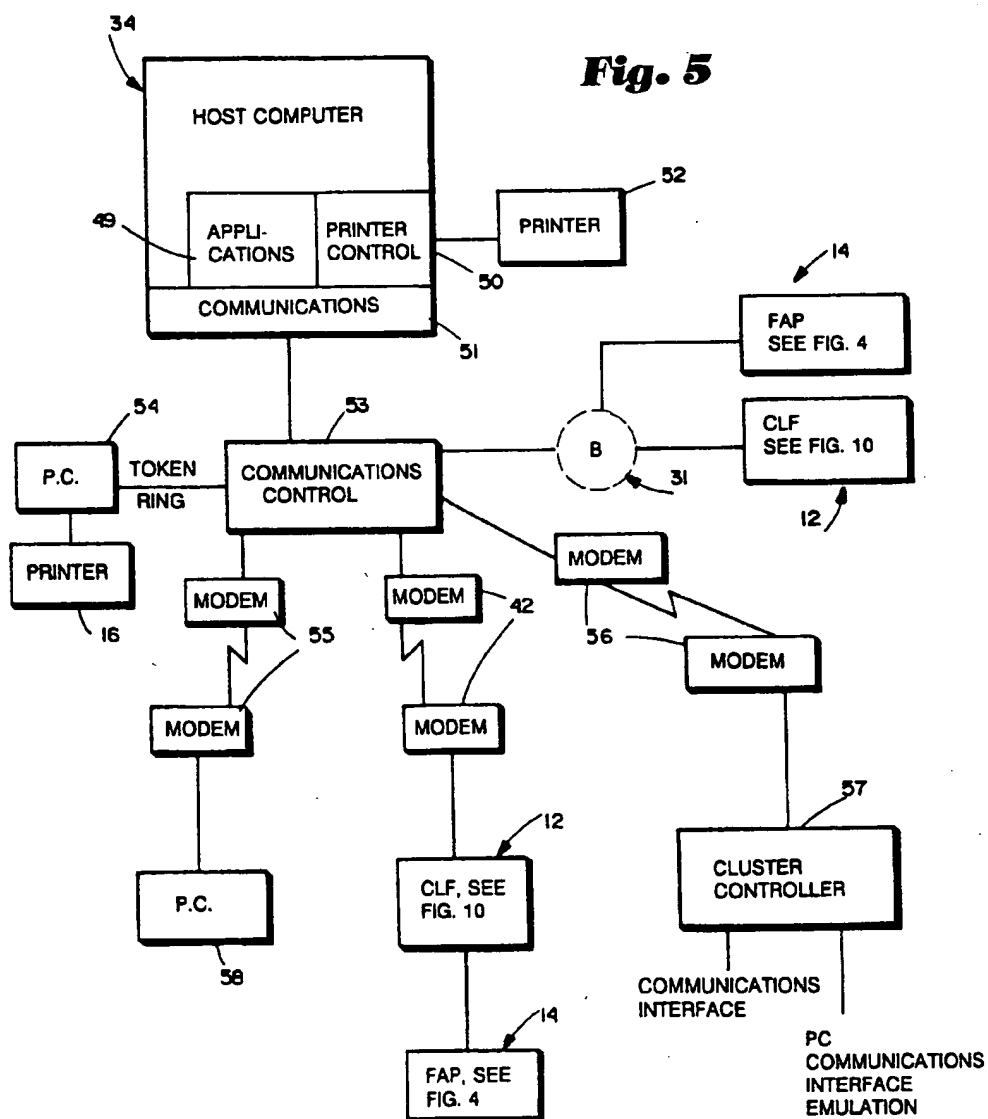 34
Fig. 5
HOST COMPUTER
52
49
APPLI-
CATIONS
PRINTER
CONTROL
PRINTER
50
COMMUNICATIONS
51
14
FAP
SEE FIG. 4
54
53
CLF
SEE FIG. 10
P.C.
TOKEN
RING
COMMUNICATIONS
CONTROL
B
31
12
PRINTER
16
MODEM
55
MODEM
42
MODEM
56
MODEM
MODEM
MODEM
57
12
CLUSTER
CONTROLLER
P.C.
58
CLF, SEE
FIG. 10
COMMUNICATIONS
INTERFACE
14
FAP, SEE
FIG. 4
PC
COMMUNICATIONS
INTERFACE
EMULATION